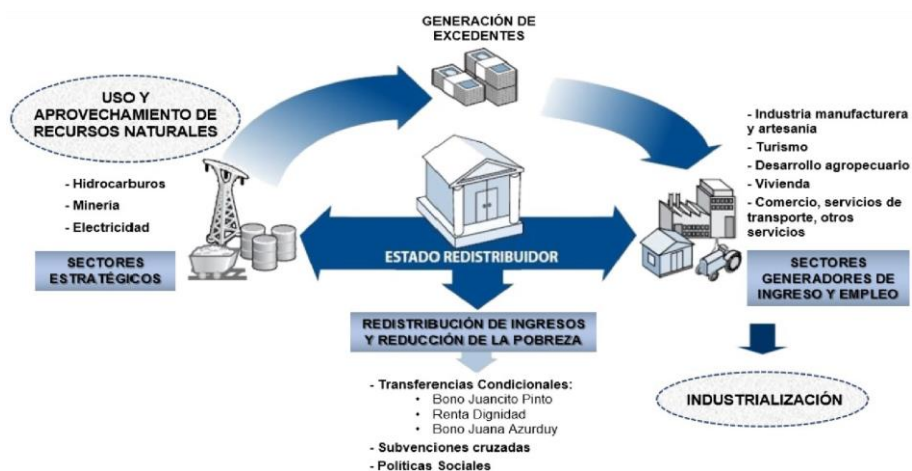 GENERACIÓN DE
EXCEDENTES
USO Y
APROVECHAMIENTO DE
RECURSOS NATURALES
- Hidrocarburos
- Minería
- Electricidad
SECTORES
ESTRATÉGICOS
ESTADO REDISTRIBUIDOR
- Industria manufacturera
y artesanía
- Turismo
- Desarrollo agropecuario
- Vivienda
- Comercio, servicios de
transporte, otros
servicios
SECTORES
GENERADORES DE
INGRESO Y EMPLEO
REDISTRIBUCIÓN DE INGRESOS
Y REDUCCIÓN DE LA POBREZA
- Transferencias Condicionales:
• Bono Juancito Pinto
• Renta Dignidad
• Bono Juana Azurduy
- Subvenciones cruzadas
- Políticas Sociales
INDUSTRIALIZACIÓN